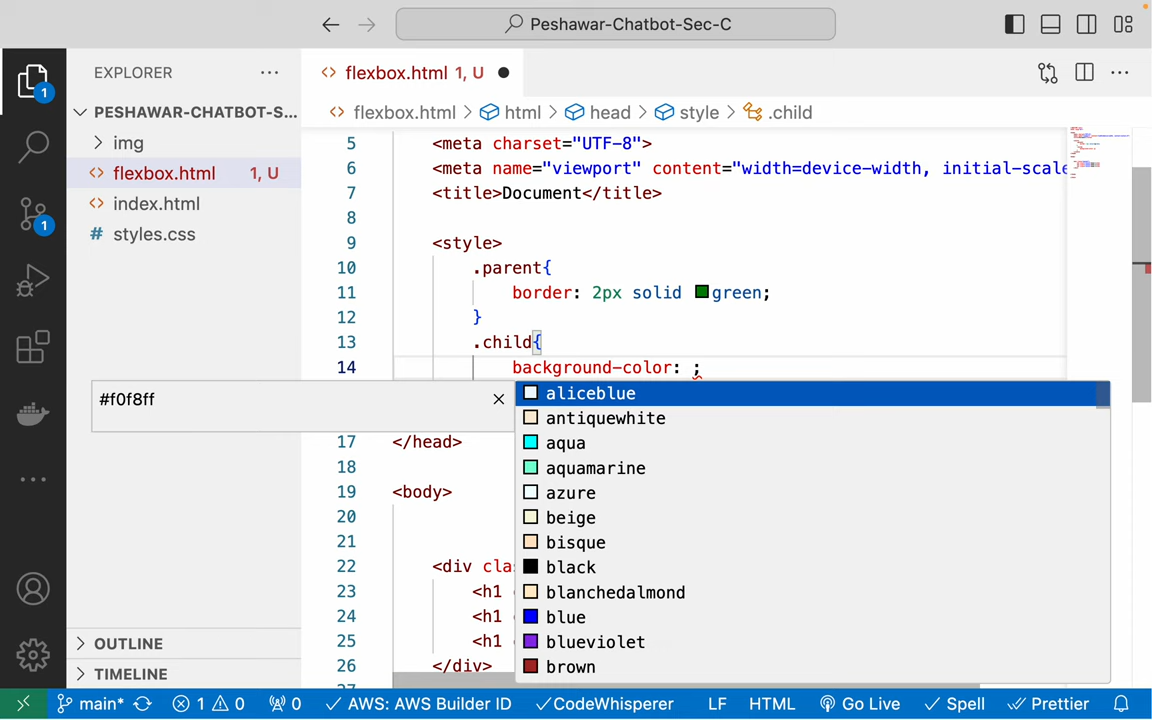 Peshawar-Chatbot-Sec-C
EXPLORER
PESHAWAR-CHATBOT-S...
img
flexbox.html 1, U
index.html
styles.css
OUTLINE
TIMELINE
1
1
flexbox.html 1, U
flexbox.html > html > head > style > .child
5 <meta charset="UTF-8">
6 <meta name="viewport" content="width=device-width, initial-scale
7 <title>Document</title>
8
9 <style>
10 .parent{
11 border: 2px solid green;
12 }
13 .child{
14 background-color: ;
#f0f8ff
aliceblue
antiquewhite
aqua
aquamarine
azure
beige
bisque
black
blanchedalmond
blue
blueviolet
brown
17 </head>
18
19 <body>
20
21
22 <div clas
23 <h1
24 <h1
25 <h1
26 </div>
main* 1 0 0 AWS: AWS Builder ID CodeWhisperer LF HTML Go Live Spell Prettier